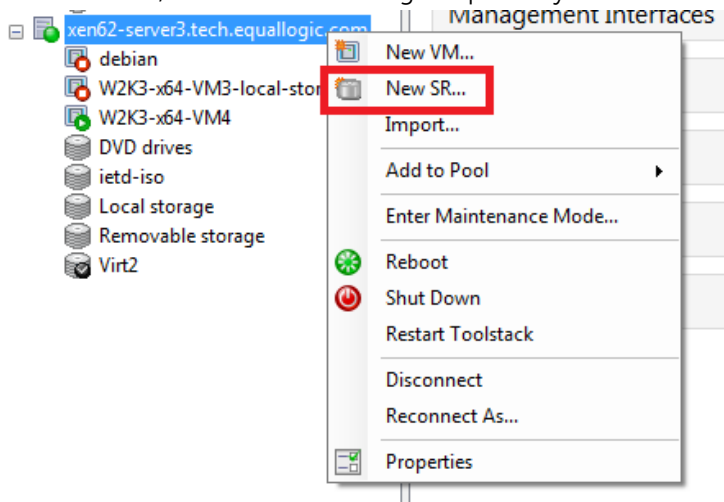 Management Interfaces
xen62-server3.tech.equallogic.com
debian
W2K3-x64-VM3-local-stor
W2K3-x64-VM4
DVD drives
ietd-iso
Local storage
Removable storage
Virt2
New VM...
New SR...
Import...
Add to Pool
Enter Maintenance Mode...
Reboot
Shut Down
Restart Toolstack
Disconnect
Reconnect As...
Properties